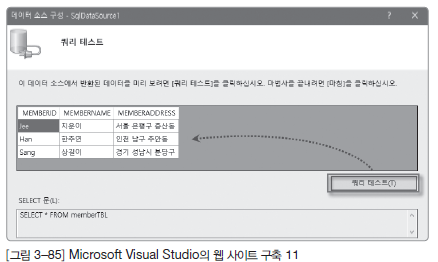 데이터 소스 구성 - SqlDataSource1
? ×
쿼리 테스트
이 데이터 소스에서 반환된 데이터를 미리 보려면 [쿼리 테스트]를 클릭하십시오. 마법사를 끝내려면 [마침]을 클릭하십시오.
MEMBERID MEMBERNAME MEMBERADDRESS
Jee 지운이 서울 은평구 증산동
Han 한주연 인천 남구 주안동
Sang 상길이 경기 성남시 분당구
쿼리 테스트(T)
SELECT 문(L):
SELECT * FROM memberTBL
[그림 3-85] Microsoft Visual Studio의 웹 사이트 구축 11